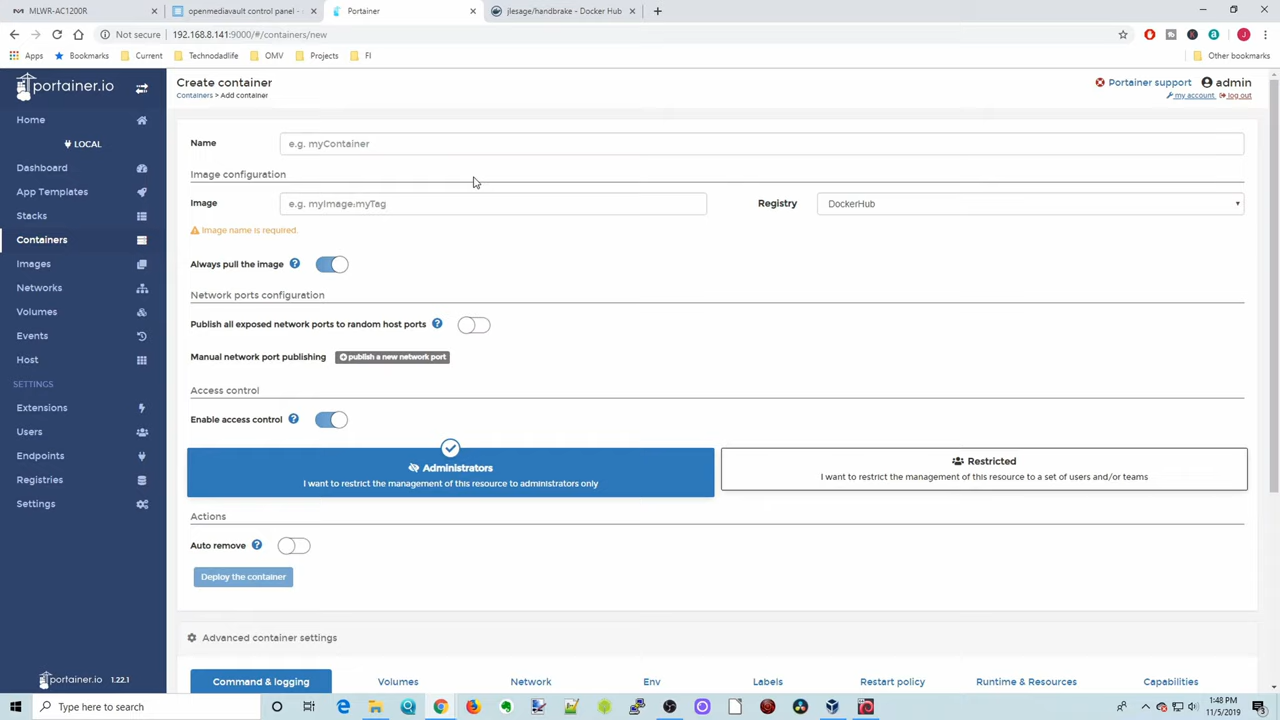 MLWR-AC1200R
openmediavault control panel -
Portainer
jlesage/handbrake - Docker Hub
Not secure
192.168.8.141:9000/#/containers/new
Apps
Bookmarks
Current
Technodadlife
OMV
Projects
FI
Other bookmarks
portainer.io
Create container
Containers > Add container
Portainer support
admin
my account
log out
Home
LOCAL
Dashboard
App Templates
Stacks
Containers
Images
Networks
Volumes
Events
Host
SETTINGS
Extensions
Users
Endpoints
Registries
Settings
portainer.io 1.22.1
Name
e.g. myContainer
Image configuration
Image
e.g. myImage:myTag
Registry
DockerHub
Image name is required.
Always pull the image
Network ports configuration
Publish all exposed network ports to random host ports
Manual network port publishing
publish a new network port
Access control
Enable access control
Administrators
I want to restrict the management of this resource to administrators only
Restricted
I want to restrict the management of this resource to a set of users and/or teams
Actions
Auto remove
Deploy the container
Advanced container settings
Command & logging
Volumes
Network
Env
Labels
Restart policy
Runtime & Resources
Capabilities
Type here to search
1:48 PM
11/5/2019